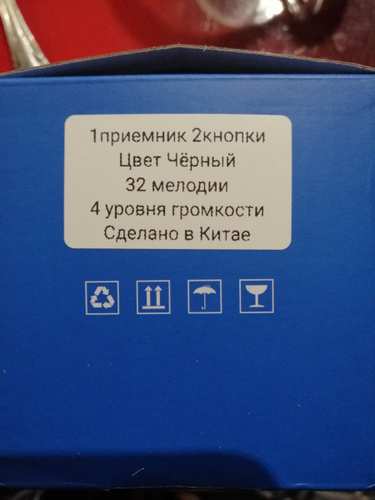 1приемник 2кнопки
Цвет Чёрный
32 мелодии
4 уровня громкости
Сделано в Китае